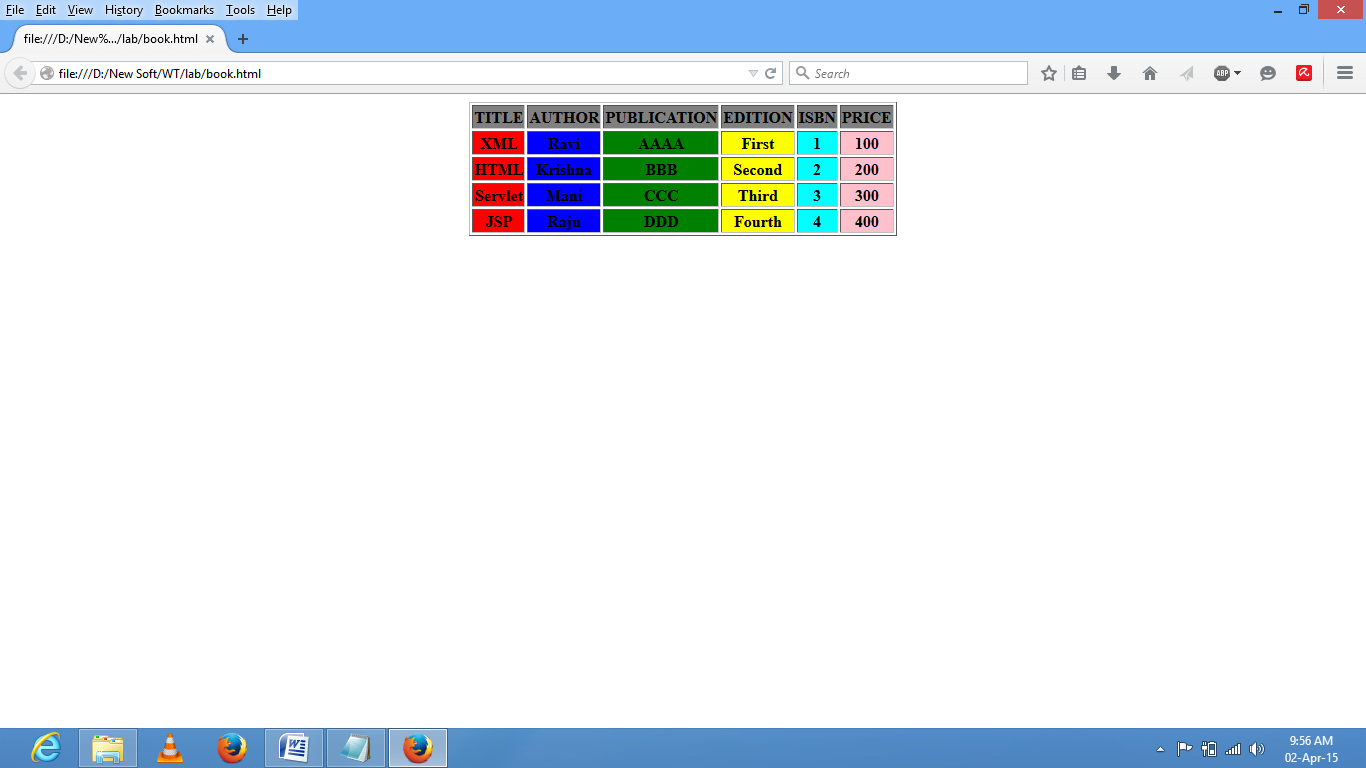 File Edit View History Bookmarks Tools Help
file:///D:/New%.../lab/book.html
file:///D:/New Soft/WT/lab/book.html Search ABP
TITLE AUTHOR PUBLICATION EDITION ISBN PRICE
XML Ravi AAAA First 1 100
HTML Krishna BBB Second 2 200
Servlet Mani CCC Third 3 300
JSP Raju DDD Fourth 4 400
9:56 AM
02-Apr-15